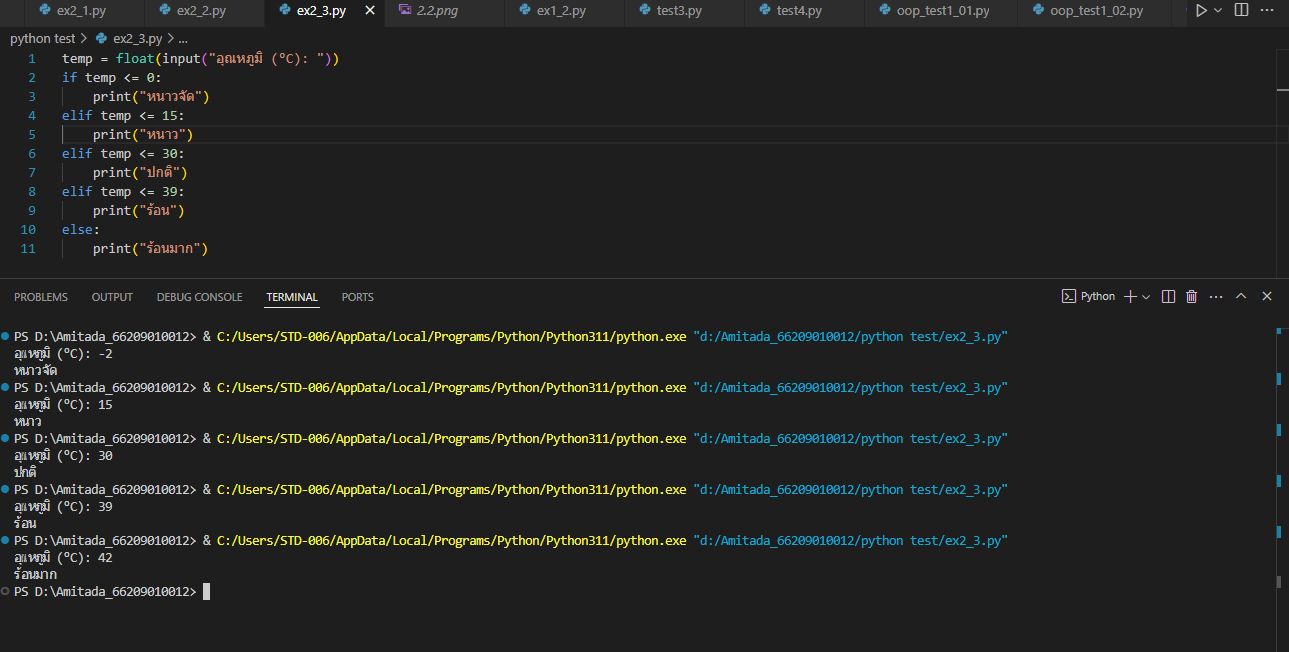 ex2_1.py ex2_2.py ex2_3.py 2.2.png ex1_2.py test3.py test4.py oop_test1_01.py oop_test1_02.py
python test > ex2_3.py > ...
1 temp = float(input("อุณหภูมิ (ºC): "))
2 if temp <= 0:
3 print("หนาวจัด")
4 elif temp <= 15:
5 print("หนาว")
6 elif temp <= 30:
7 print("ปกติ")
8 elif temp <= 39:
9 print("ร้อน")
10 else:
11 print("ร้อนมาก")
PROBLEMS OUTPUT DEBUG CONSOLE TERMINAL PORTS Python
PS D:\Amitada_66209010012> & C:/Users/STD-006/AppData/Local/Programs/Python/Python311/python.exe "d:/Amitada_66209010012/python test/ex2_3.py"
อุณหภูมิ (ºC): -2
หนาวจัด
PS D:\Amitada_66209010012> & C:/Users/STD-006/AppData/Local/Programs/Python/Python311/python.exe "d:/Amitada_66209010012/python test/ex2_3.py"
อุณหภูมิ (ºC): 15
หนาว
PS D:\Amitada_66209010012> & C:/Users/STD-006/AppData/Local/Programs/Python/Python311/python.exe "d:/Amitada_66209010012/python test/ex2_3.py"
อุณหภูมิ (ºC): 30
ปกติ
PS D:\Amitada_66209010012> & C:/Users/STD-006/AppData/Local/Programs/Python/Python311/python.exe "d:/Amitada_66209010012/python test/ex2_3.py"
อุณหภูมิ (ºC): 39
ร้อน
PS D:\Amitada_66209010012> & C:/Users/STD-006/AppData/Local/Programs/Python/Python311/python.exe "d:/Amitada_66209010012/python test/ex2_3.py"
อุณหภูมิ (ºC): 42
ร้อนมาก
PS D:\Amitada_66209010012>